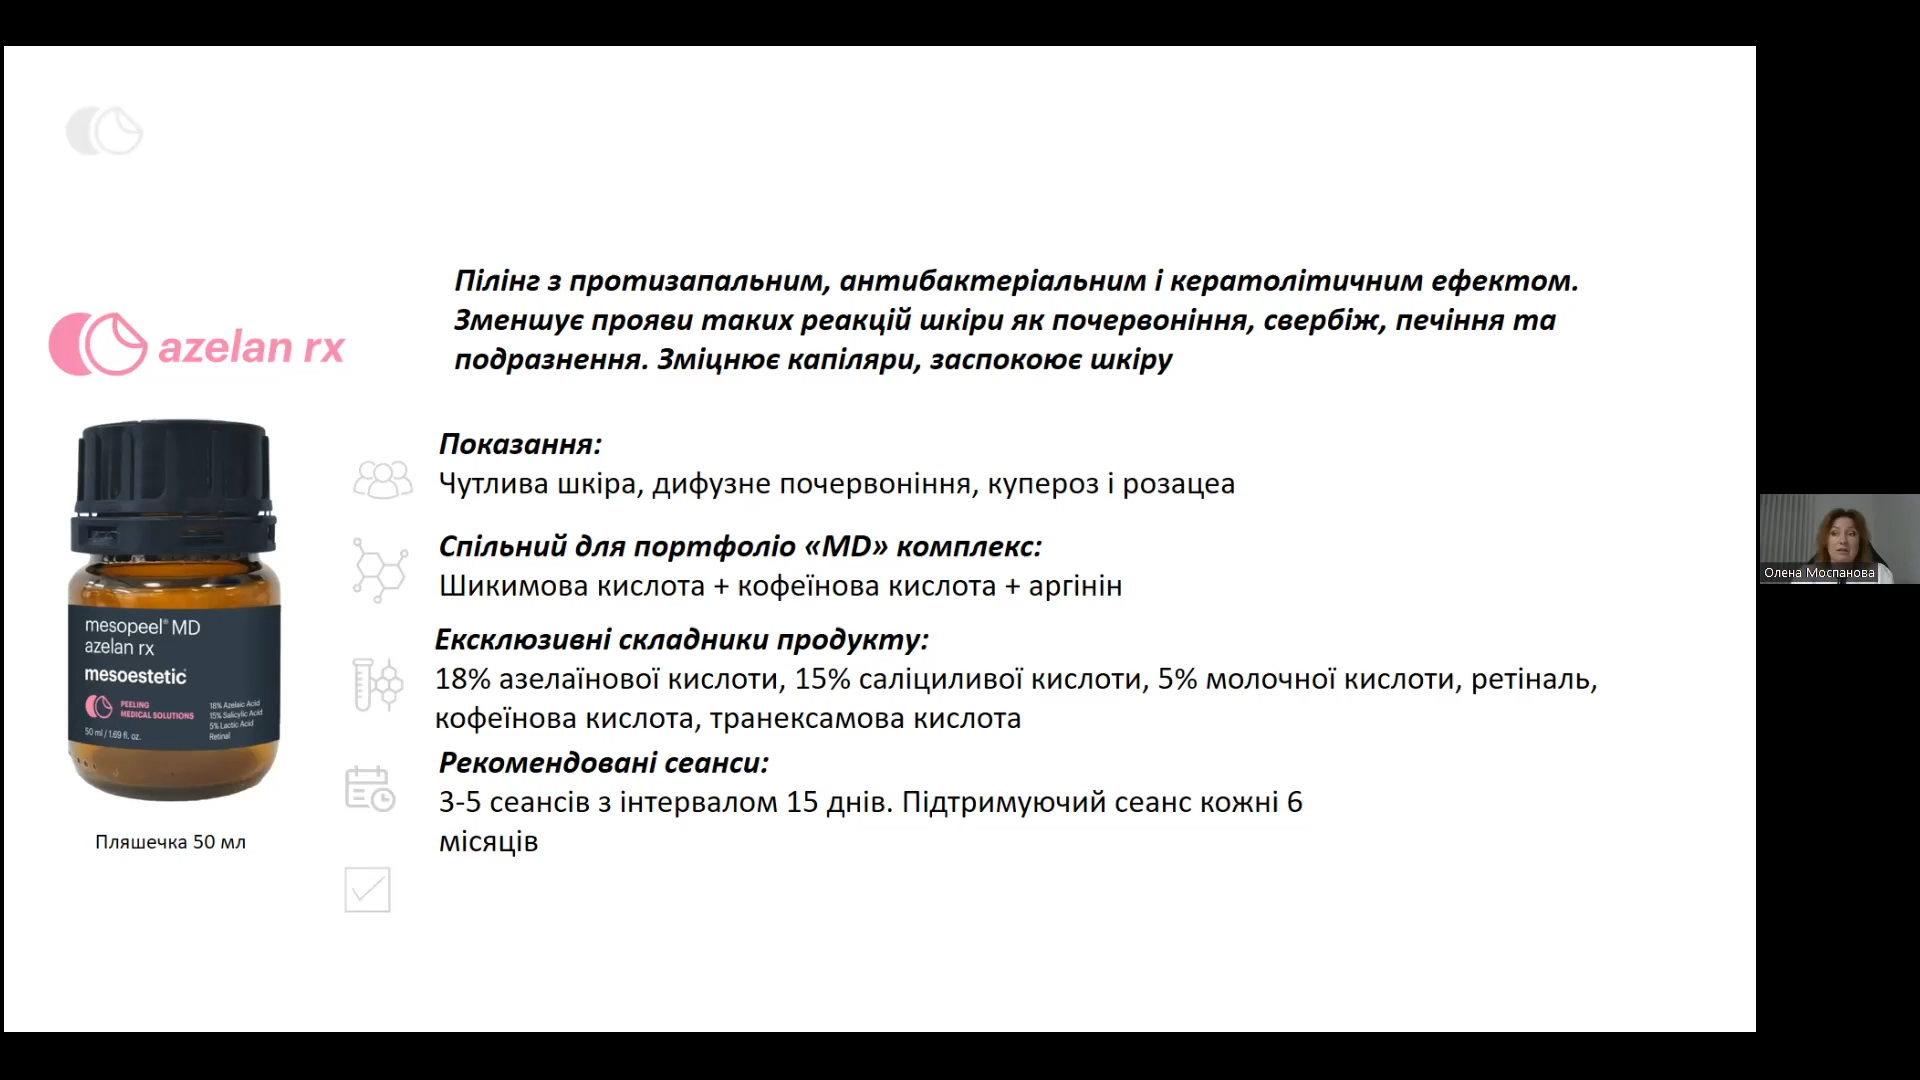 Пілінг з протизапальним, антибактеріальним і кератолітичним ефектом.
Зменшує прояви таких реакцій шкіри як почервоніння, свербіж, печіння та
подразнення. Зміцнює капіляри, заспокоює шкіру
azelan rx
Показання:
Чутлива шкіра, дифузне почервоніння, купероз і розацеа
Спільний для портфоліо «MD» комплекс:
Шикимова кислота + кофеїнова кислота + аргінін
Ексклюзивні складники продукту:
18% азелаїнової кислоти, 15% саліциливої кислоти, 5% молочної кислоти, ретіналь,
кофеїнова кислота, транексамова кислота
Рекомендовані сеанси:
3-5 сеансів з інтервалом 15 днів. Підтримуючий сеанс кожні 6
місяців
mesopeel® MD
azelan rx
mesoestetic®
PEELING
MEDICAL SOLUTIONS
50 ml / 1.69 fl. oz.
18% Azelaic Acid
15% Salicylic Acid
5% Lactic Acid
Retinal
Пляшечка 50 мл
Олена Моспанова